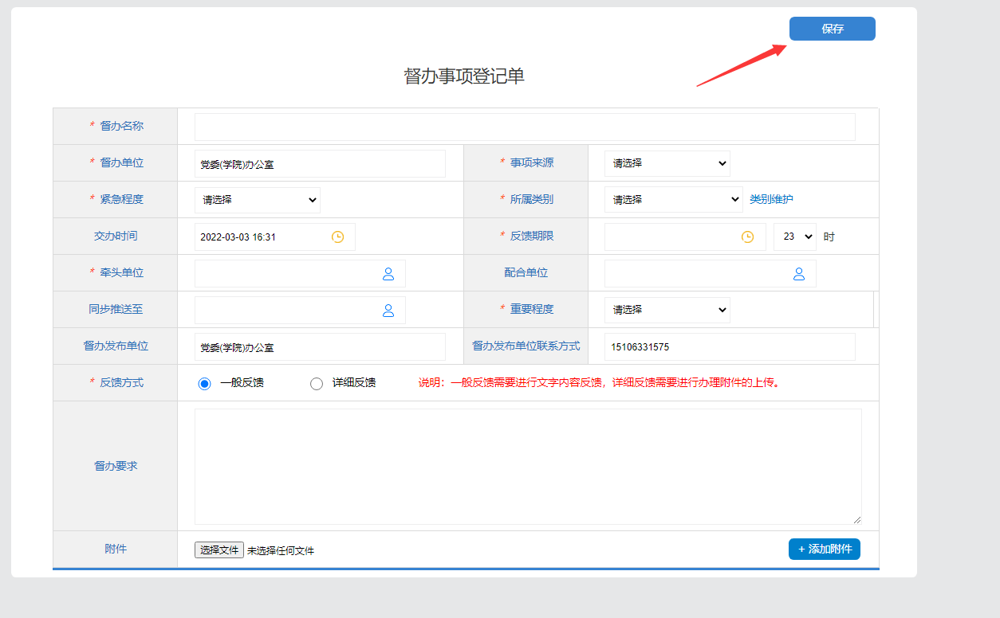 保存
督办事项登记单
* 督办名称
* 督办单位 党委(学院)办公室 * 事项来源 请选择
* 紧急程度 请选择 * 所属类别 请选择 类别维护
交办时间 2022-03-03 16:31 * 反馈期限 23 时
* 牵头单位 配合单位
同步推送至 * 重要程度 请选择
督办发布单位 党委(学院)办公室 督办发布单位联系方式 15106331575
* 反馈方式 一般反馈 详细反馈 说明：一般反馈需要进行文字内容反馈，详细反馈需要进行办理附件的上传。
督办要求
附件 选择文件 未选择任何文件 + 添加附件